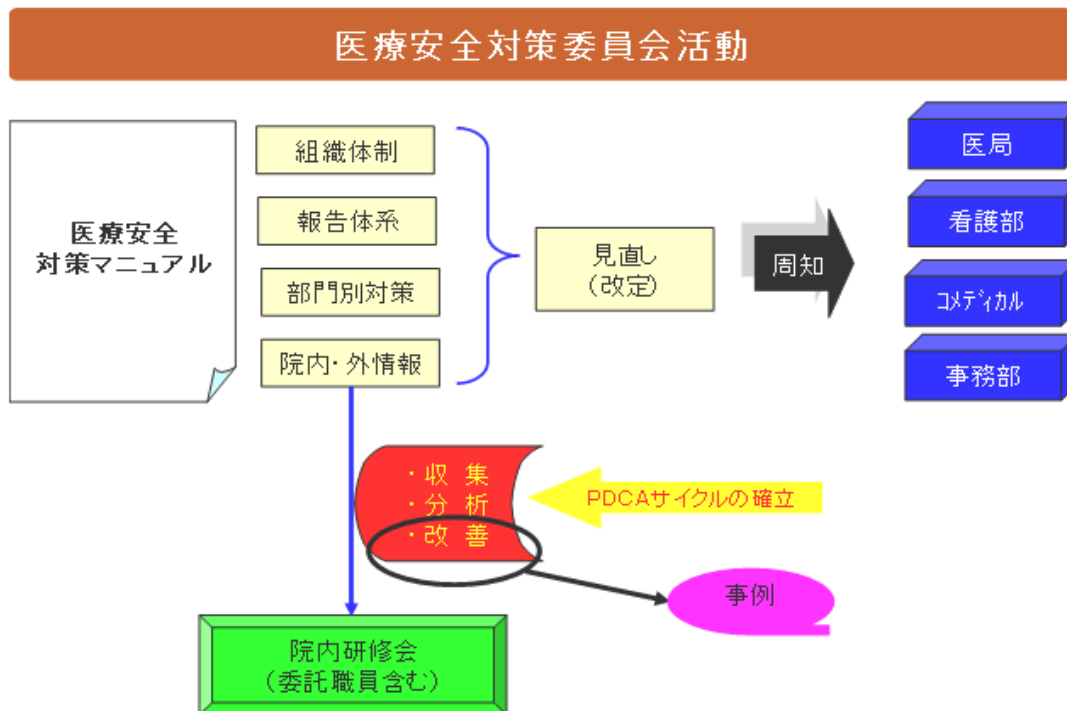 医療安全対策委員会活動
医療安全
対策マニュアル
組織体制
報告体系
部門別対策
院内・外情報
見直し
(改定)
周知
医局
看護部
コメディカル
事務部
・収 集
・分 析
・改 善
PDCAサイクルの確立
事例
院内研修会
(委託職員含む)